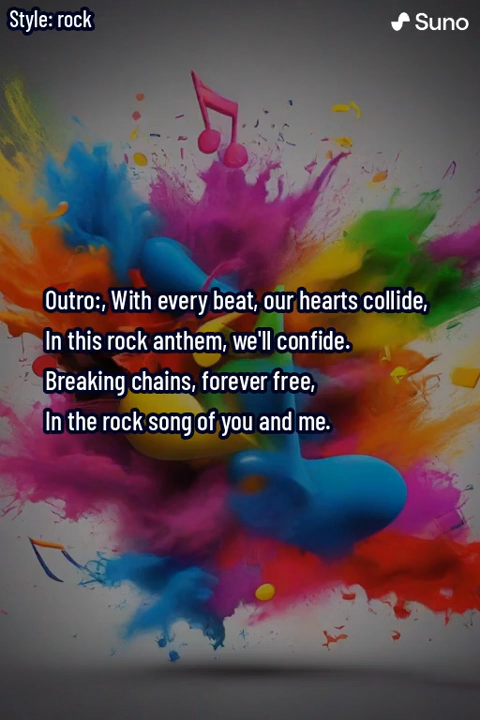 Style: rock
Suno
Outro:, With every beat, our hearts collide,
In this rock anthem, we'll confide.
Breaking chains, forever free,
In the rock song of you and me.